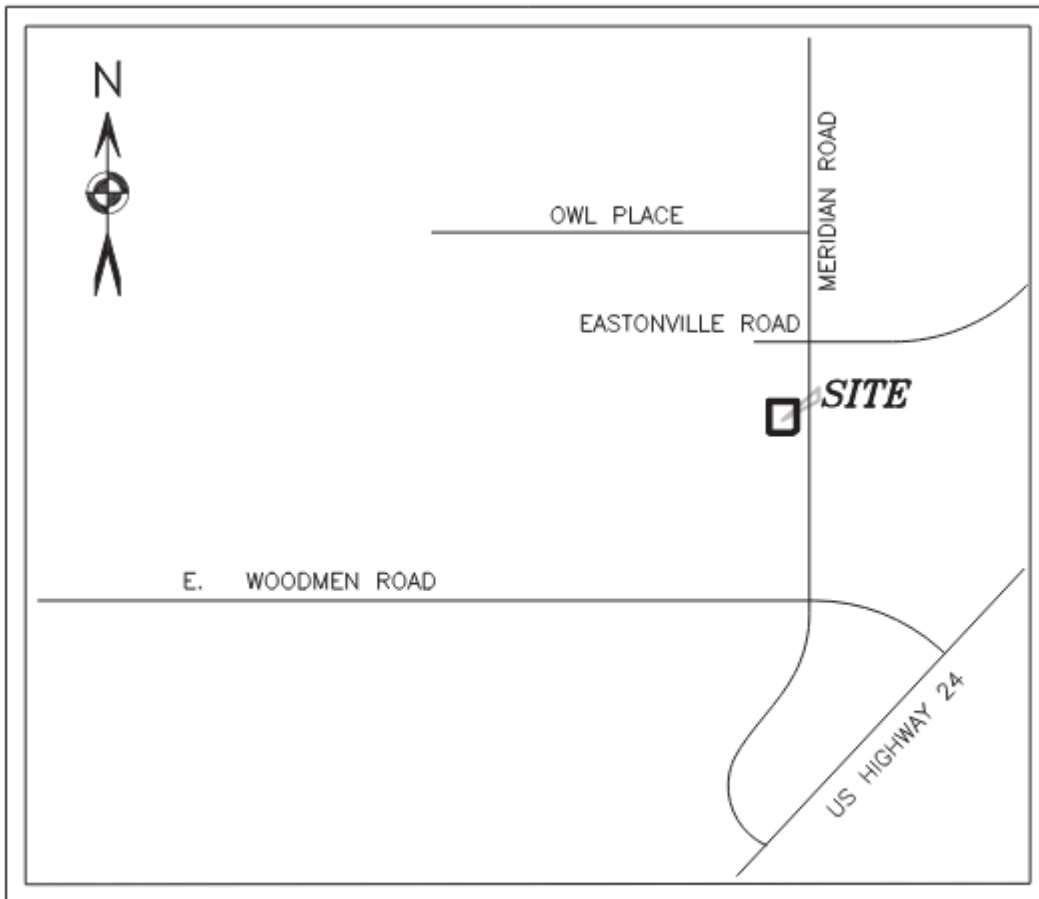 N
OWL PLACE
MERIDIAN ROAD
EASTONVILLE ROAD
SITE
E. WOODMEN ROAD
US HIGHWAY 24